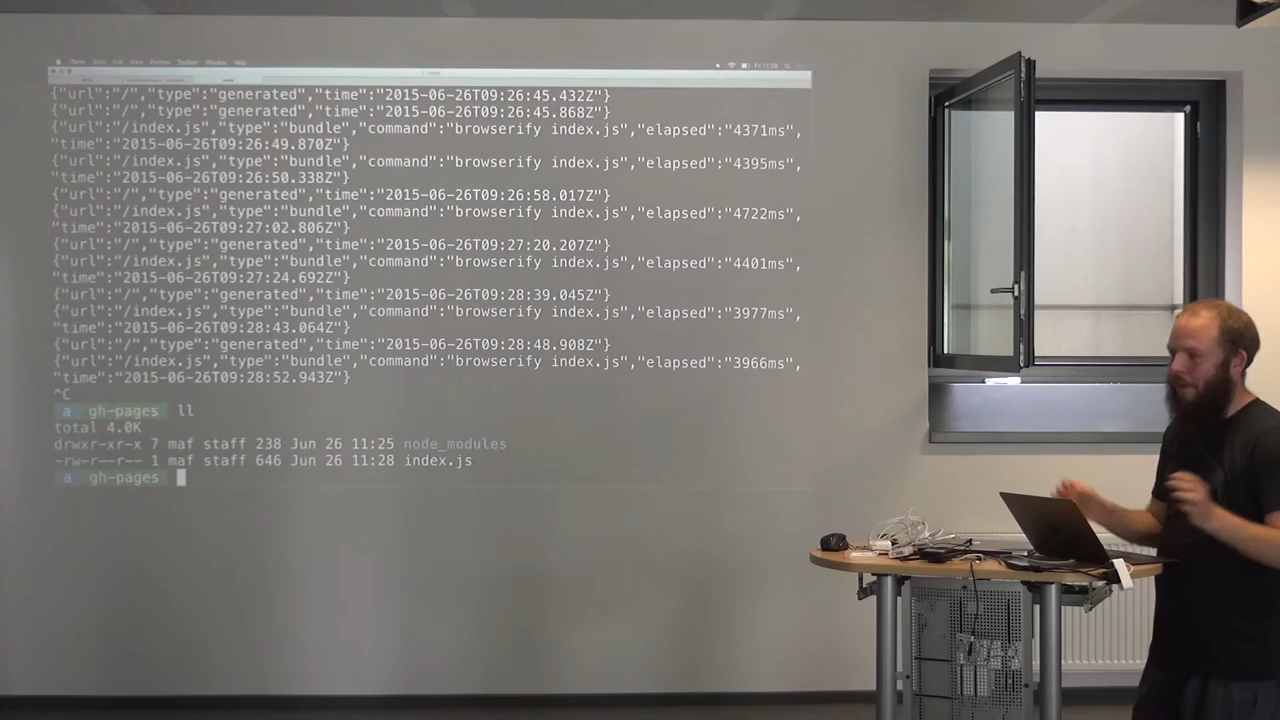 {"url":"/","type":"generated","time":"2015-06-26T09:26:45.432Z"}
{"url":"/","type":"generated","time":"2015-06-26T09:26:45.868Z"}
{"url":"/index.js","type":"bundle","command":"browserify index.js","elapsed":"4371ms",
"time":"2015-06-26T09:26:49.870Z"}
{"url":"/index.js","type":"bundle","command":"browserify index.js","elapsed":"4395ms",
"time":"2015-06-26T09:26:50.338Z"}
{"url":"/","type":"generated","time":"2015-06-26T09:26:58.017Z"}
{"url":"/index.js","type":"bundle","command":"browserify index.js","elapsed":"4722ms",
"time":"2015-06-26T09:27:02.806Z"}
{"url":"/","type":"generated","time":"2015-06-26T09:27:20.207Z"}
{"url":"/index.js","type":"bundle","command":"browserify index.js","elapsed":"4401ms",
"time":"2015-06-26T09:27:24.692Z"}
{"url":"/","type":"generated","time":"2015-06-26T09:28:39.045Z"}
{"url":"/index.js","type":"bundle","command":"browserify index.js","elapsed":"3977ms",
"time":"2015-06-26T09:28:43.064Z"}
{"url":"/","type":"generated","time":"2015-06-26T09:28:48.908Z"}
{"url":"/index.js","type":"bundle","command":"browserify index.js","elapsed":"3966ms",
"time":"2015-06-26T09:28:52.943Z"}
^C
a gh-pages ll
total 4.0K
drwxr-xr-x 7 maf staff 238 Jun 26 11:25 node_modules
-rw-r--r-- 1 maf staff 646 Jun 26 11:28 index.js
a gh-pages